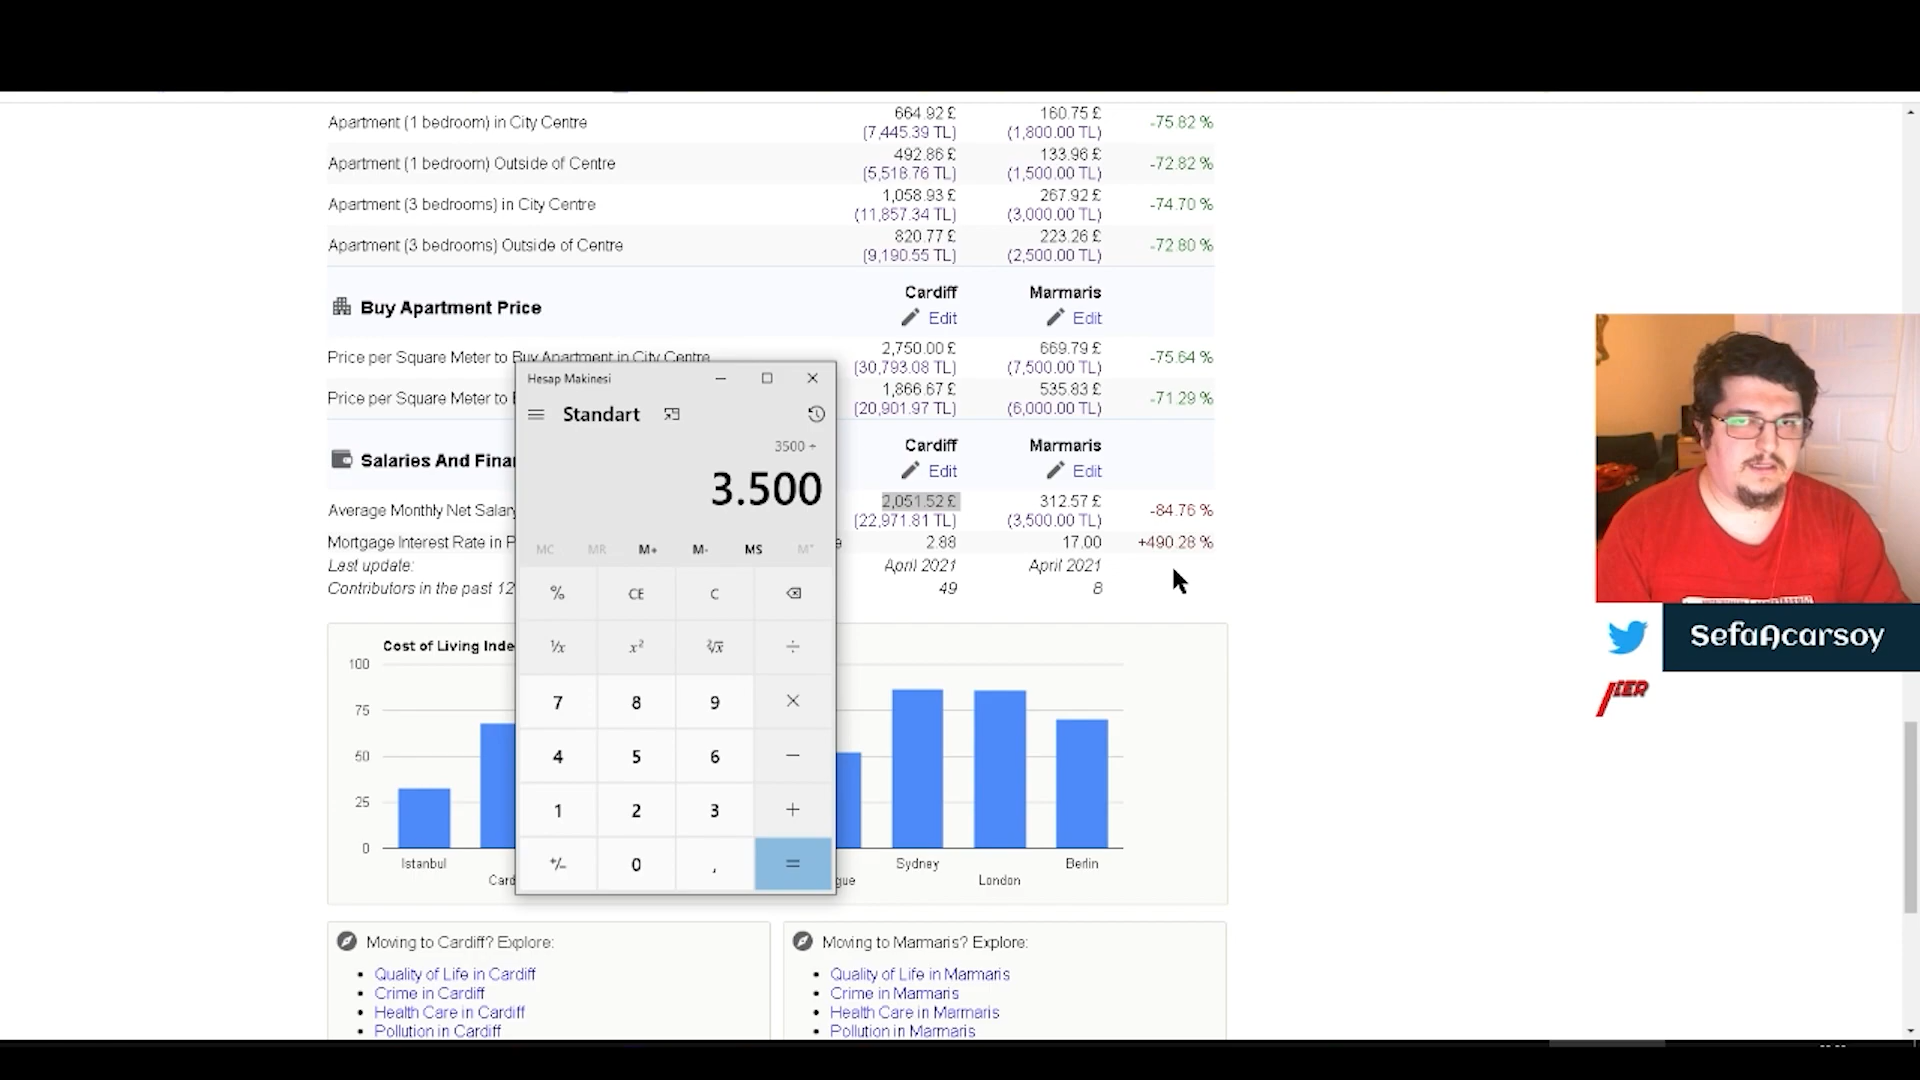 Apartment (1 bedroom) in City Centre 664.92 £ (7,445.39 TL) 160.75 £ (1,800.00 TL) -75.82 %
Apartment (1 bedroom) Outside of Centre 492.86 £ (5,518.76 TL) 133.96 £ (1,500.00 TL) -72.82 %
Apartment (3 bedrooms) in City Centre 1,058.93 £ (11,857.34 TL) 267.92 £ (3,000.00 TL) -74.70 %
Apartment (3 bedrooms) Outside of Centre 820.77 £ (9,190.55 TL) 223.26 £ (2,500.00 TL) -72.80 %
Buy Apartment Price Cardiff Edit Marmaris Edit
Price per Square Meter to Buy Apartment in City Centre 2,750.00 £ (30,793.08 TL) 669.79 £ (7,500.00 TL) -75.64 %
Price per Square Meter to 1,866.67 £ (20,901.97 TL) 535.83 £ (6,000.00 TL) -71.29 %
Salaries And Cardiff Edit Marmaris Edit
Average Monthly Net 2,051.52 £ (22,971.81 TL) 312.57 £ (3,500.00 TL) -84.76 %
Mortgage Interest Rate in 2.88 17.00 +490.28 %
Last update: April 2021 April 2021
Contributors in the past 49 8
Hesap Makinesi
Standart
3500 ÷
3.500
MC MR M+ M- MS M˅
% CE C
¹/x x² ²√x ÷
7 8 9 ×
4 5 6 −
1 2 3 +
+/− 0 , =
Cost of Living
100
75
50
25
0
Istanbul Sydney London Berlin
Moving to Cardiff? Explore:
• Quality of Life in Cardiff
• Crime in Cardiff
• Health Care in Cardiff
• Pollution in Cardiff
Moving to Marmaris? Explore:
• Quality of Life in Marmaris
• Crime in Marmaris
• Health Care in Marmaris
• Pollution in Marmaris
SefaAcarsoy